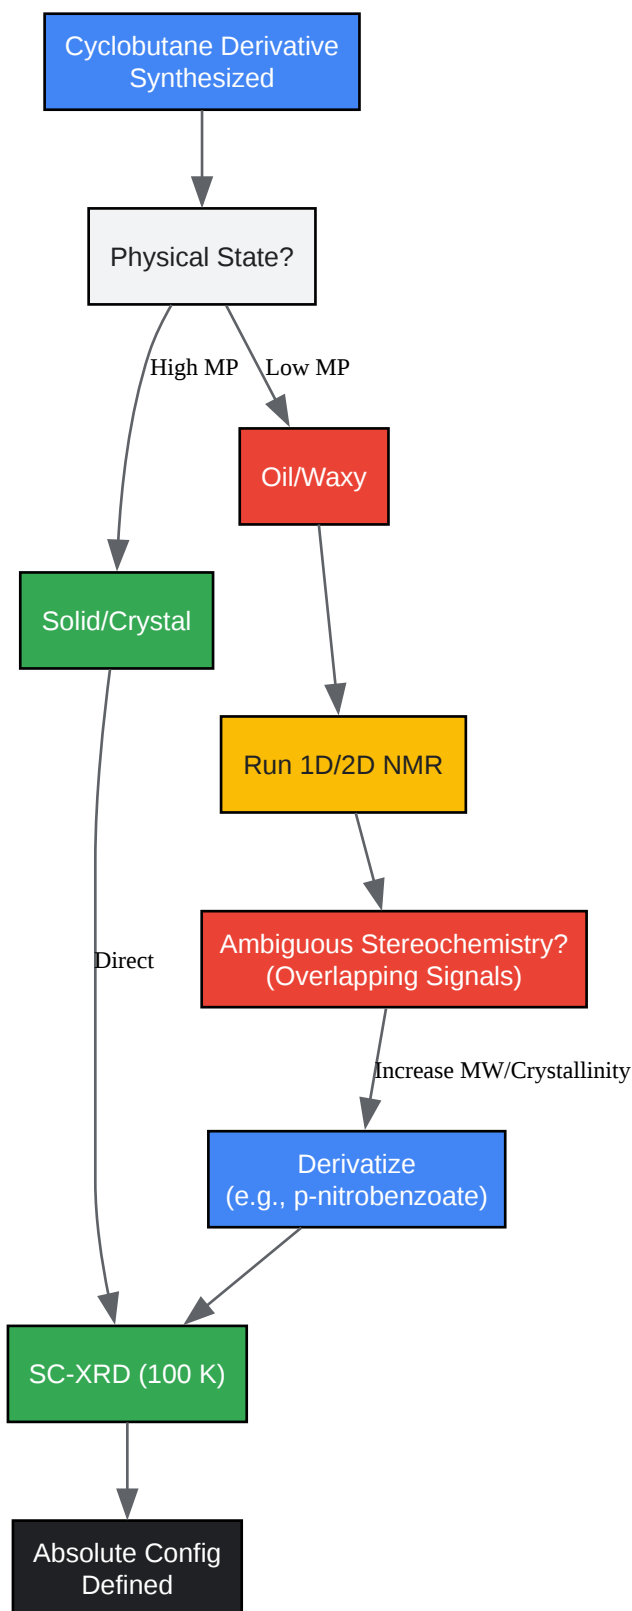 Cyclobutane Derivative
Synthesized
Physical State?
High MP
Low MP
Oil/Waxy
Solid/Crystal
Run 1D/2D NMR
Ambiguous Stereochemistry?
(Overlapping Signals)
Direct
Increase MW/Crystallinity
Derivatize
(e.g., p-nitrobenzoate)
SC-XRD (100 K)
Absolute Config
Defined